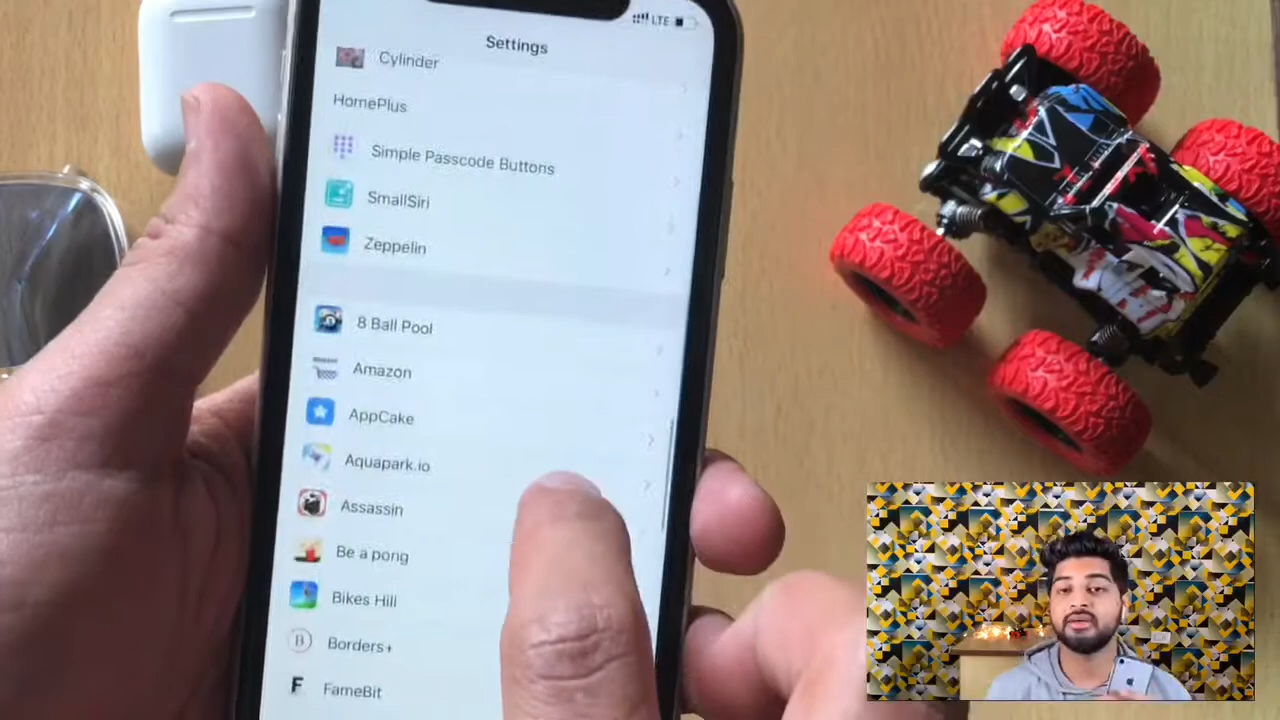 LTE
Settings
Cylinder
HomePlus
Simple Passcode Buttons
SmallSiri
Zeppelin
8 Ball Pool
Amazon
AppCake
Aquapark.io
Assassin
Be a pong
Bikes Hill
B Borders+
F FameBit